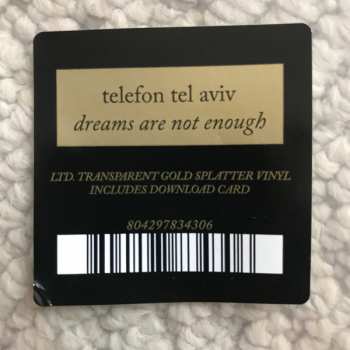 telefon tel aviv
dreams are not enough
LTD. TRANSPARENT GOLD SPLATTER VINYL
INCLUDES DOWNLOAD CARD
804297834306